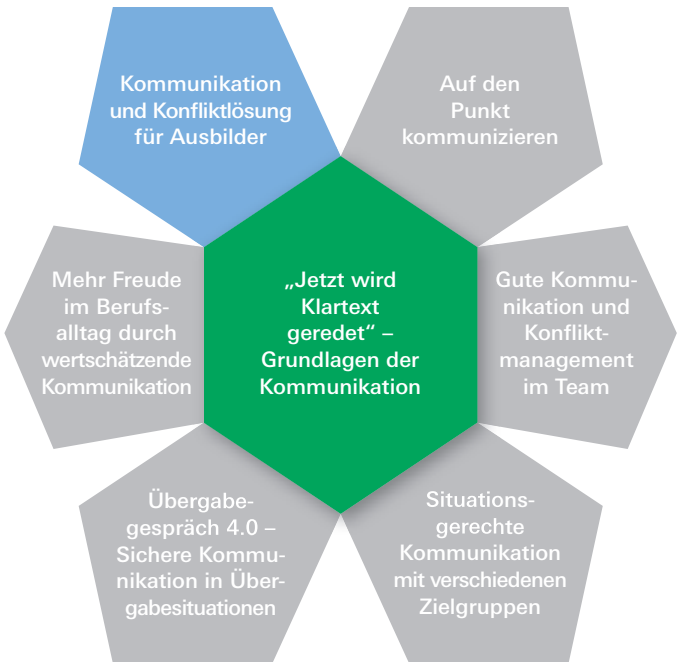 Kommunikation
und Konfliktlösung
für Ausbilder
Auf den
Punkt
kommunizieren
Mehr Freude
im Berufs-
alltag durch
wertschätzende
Kommunikation
„Jetzt wird
Klartext
geredet“ –
Grundlagen der
Kommunikation
Gute Kommu-
nikation und
Konflikt-
management
im Team
Übergabe-
gespräch 4.0 –
Sichere Kommu-
nikation in Über-
gabesituationen
Situations-
gerechte
Kommunikation
mit verschiedenen
Zielgruppen